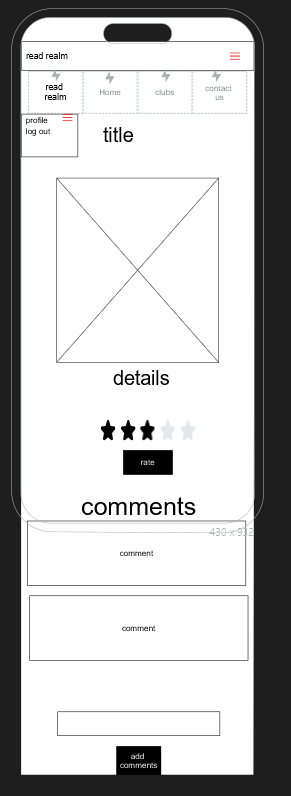 read realm
read
realm
Home
clubs
contact
us
profile
log out
title
details
rate
comments
430 x 932
comment
comment
add
comments